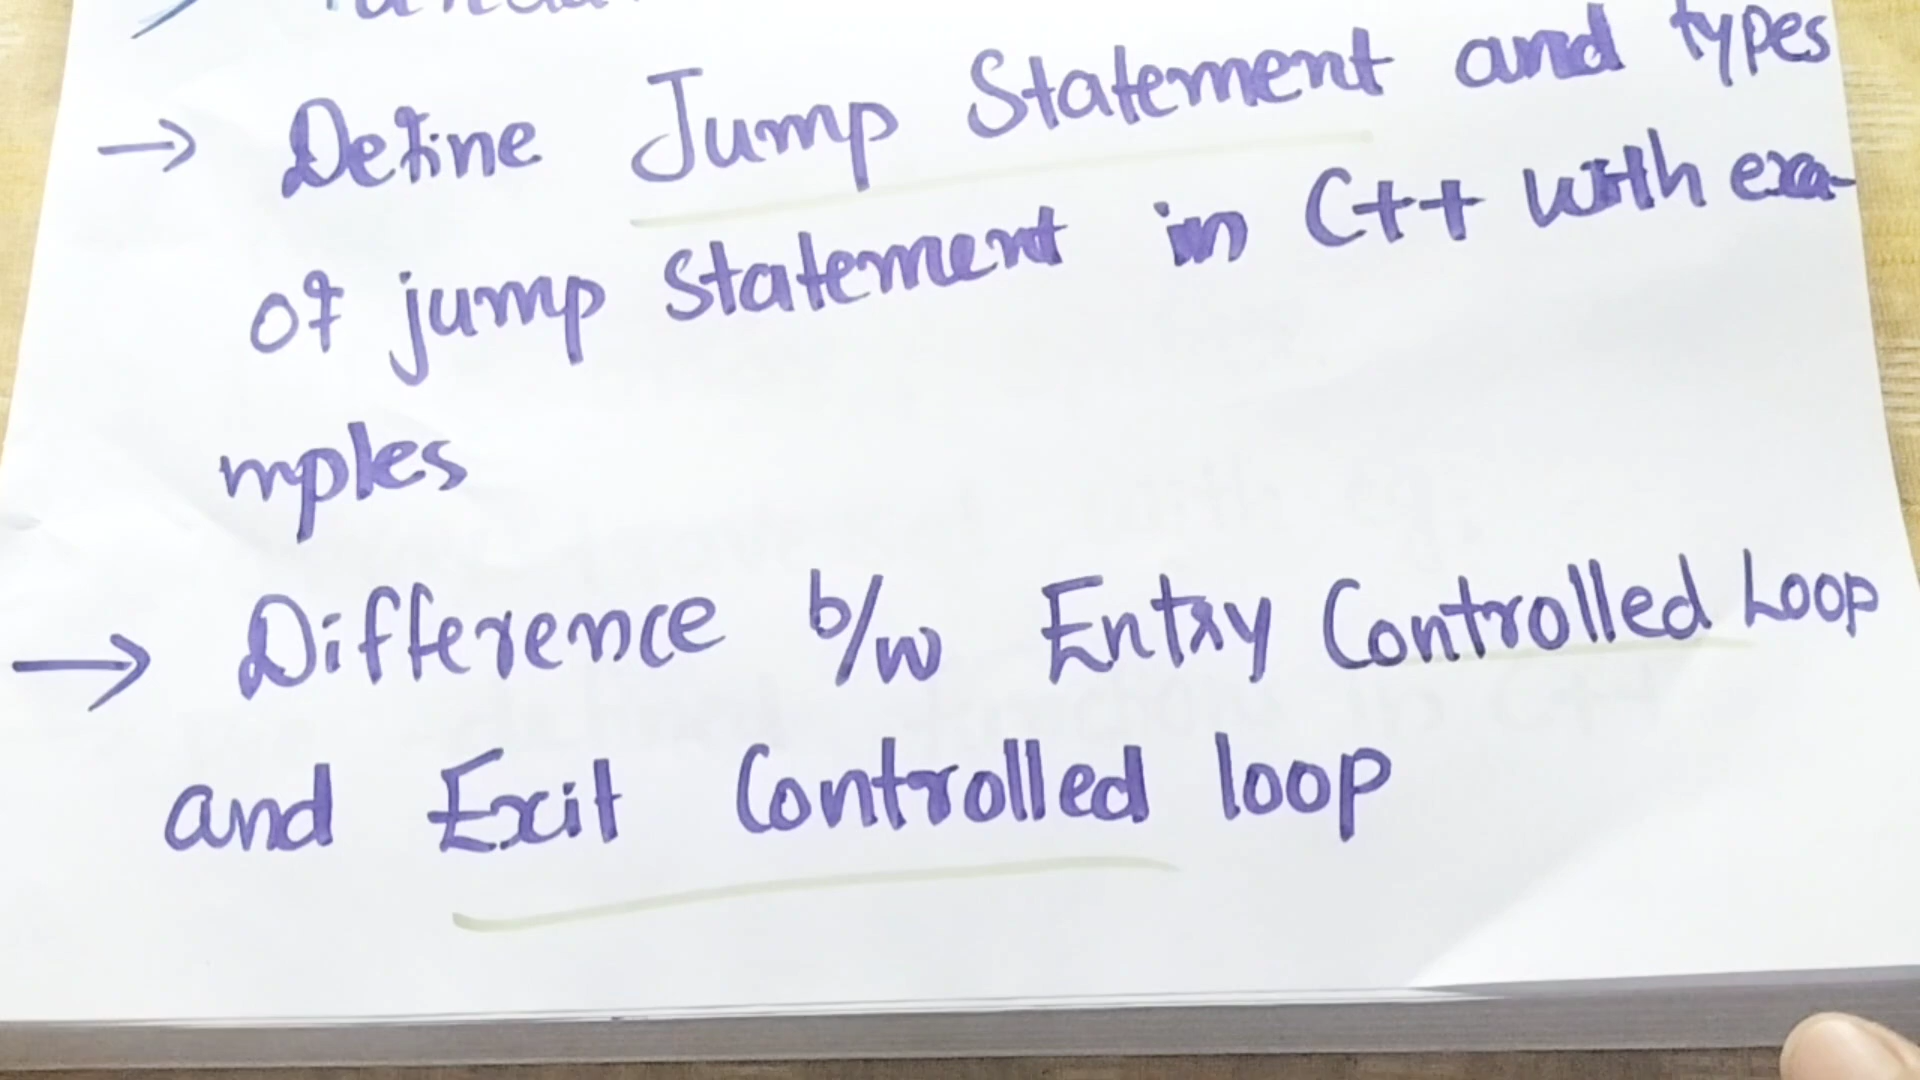 → Define Jump Statement and types
of jump statement in C++ with exa-
mples
→ Difference b/w Entry Controlled Loop
and Exit Controlled loop